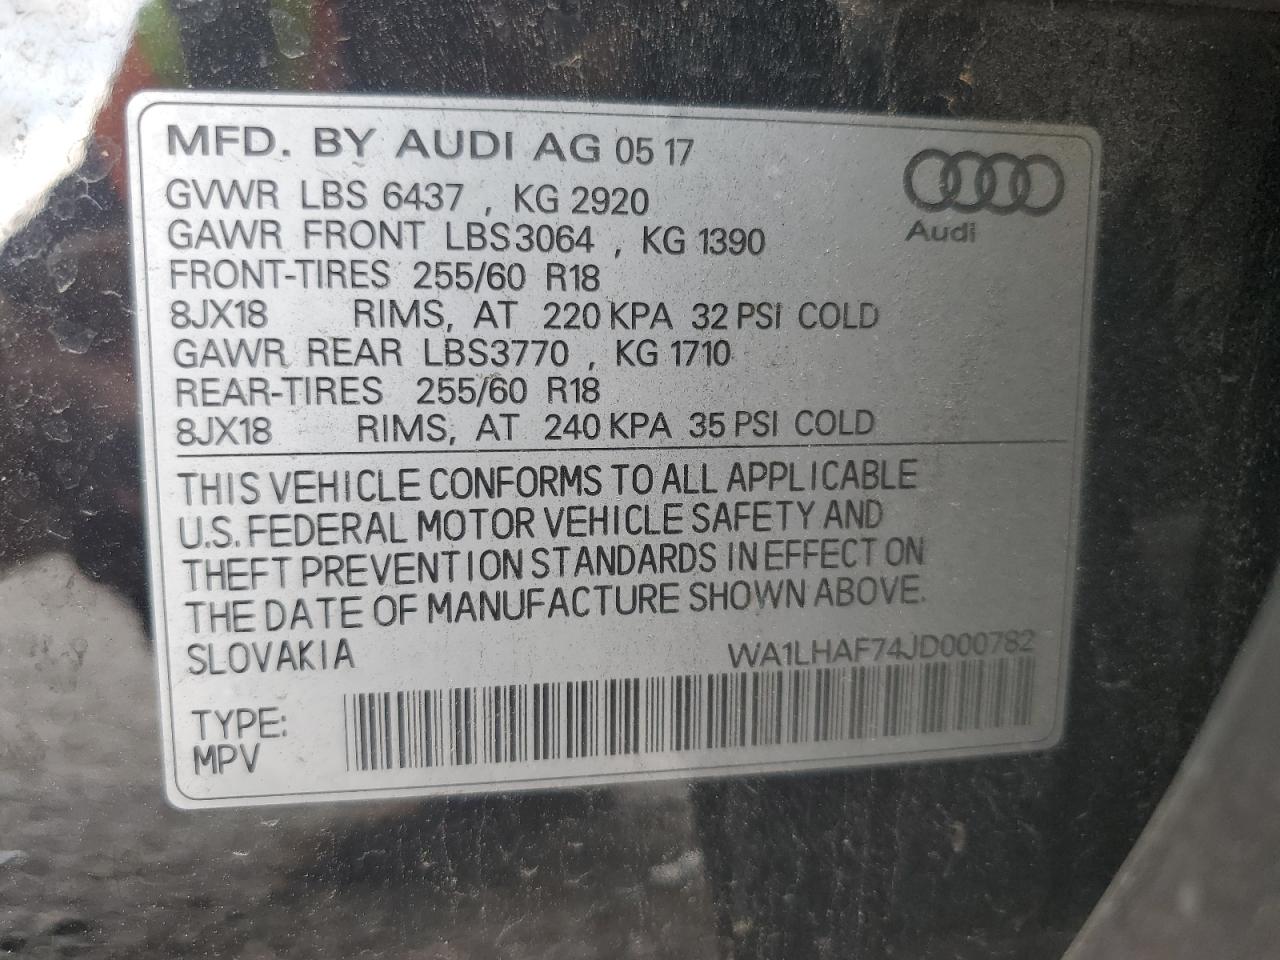 MFD. BY AUDI AG 05 17
Audi
GVWR LBS 6437 , KG 2920
GAWR FRONT LBS3064 , KG 1390
FRONT-TIRES 255/60 R18
8JX18 RIMS, AT 220 KPA 32 PSI COLD
GAWR REAR LBS3770 , KG 1710
REAR-TIRES 255/60 R18
8JX18 RIMS, AT 240 KPA 35 PSI COLD
THIS VEHICLE CONFORMS TO ALL APPLICABLE
U.S. FEDERAL MOTOR VEHICLE SAFETY AND
THEFT PREVENTION STANDARDS IN EFFECT ON
THE DATE OF MANUFACTURE SHOWN ABOVE.
SLOVAKIA WA1LHAF74JD000782
TYPE:
MPV